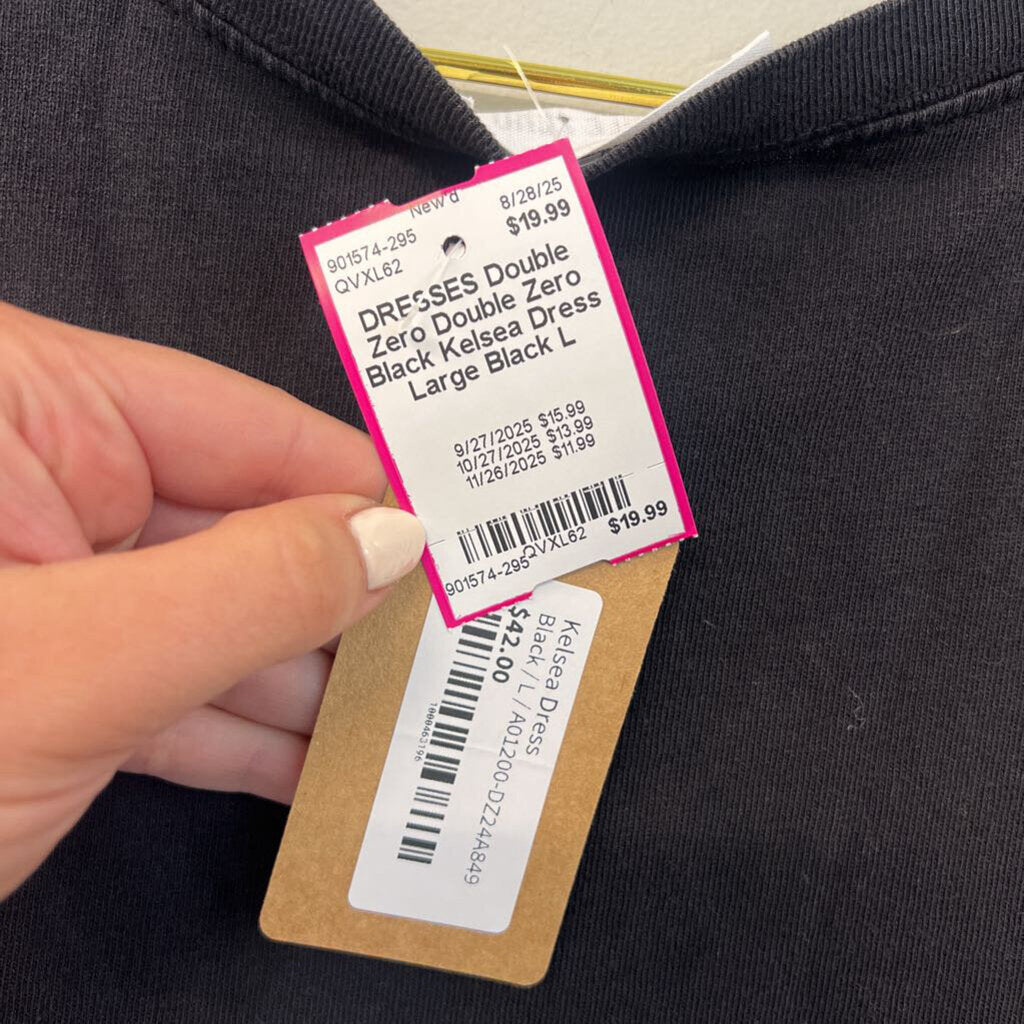 New'd
8/28/25
901574-295
$19.99
QVXL62
DRESSES Double
Zero Double Zero
Black Kelsea Dress
Large Black L
9/27/2025 $15.99
10/27/2025 $13.99
11/26/2025 $11.99
901574-295
QVXL62
$19.99
Kelsea Dress
Black / L / A01200-DZ24A849
$42.00
1000463196